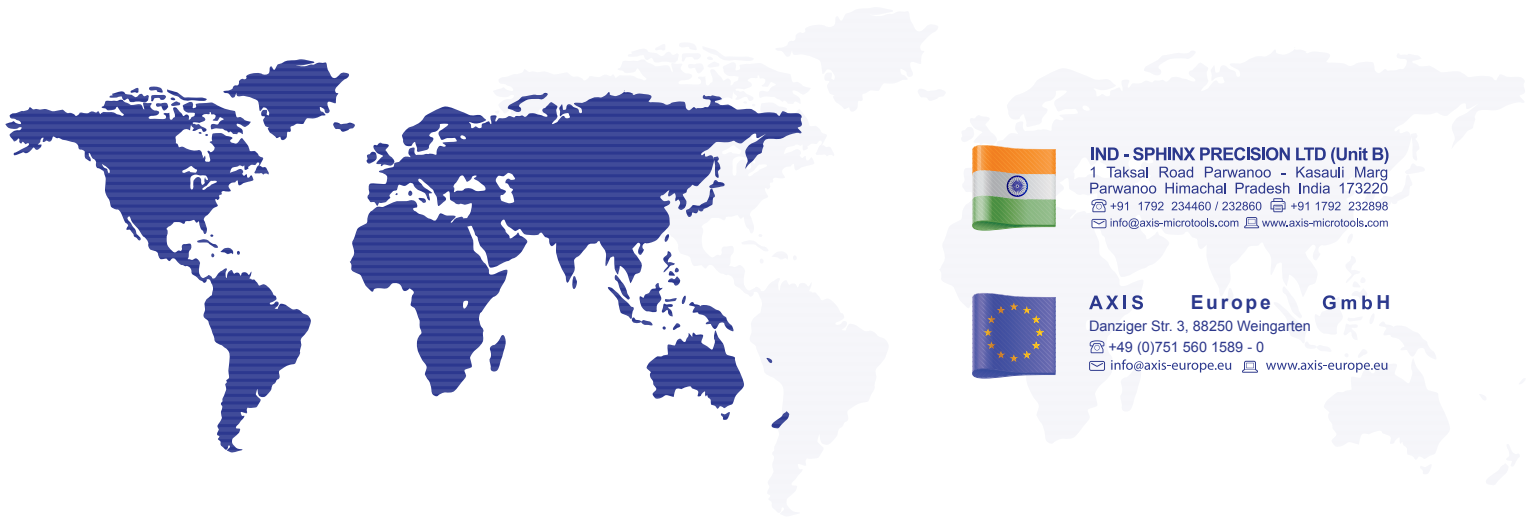 IND - SPHINX PRECISION LTD (Unit B)
1 Taksal Road Parwanoo - Kasauli Marg
Parwanoo Himachal Pradesh India 173220
+91 1792 234460 / 232860 +91 1792 232898
info@axis-microtools.com www.axis-microtools.com
AXIS Europe GmbH
Danziger Str. 3, 88250 Weingarten
+49 (0)751 560 1589 - 0
info@axis-europe.eu www.axis-europe.eu